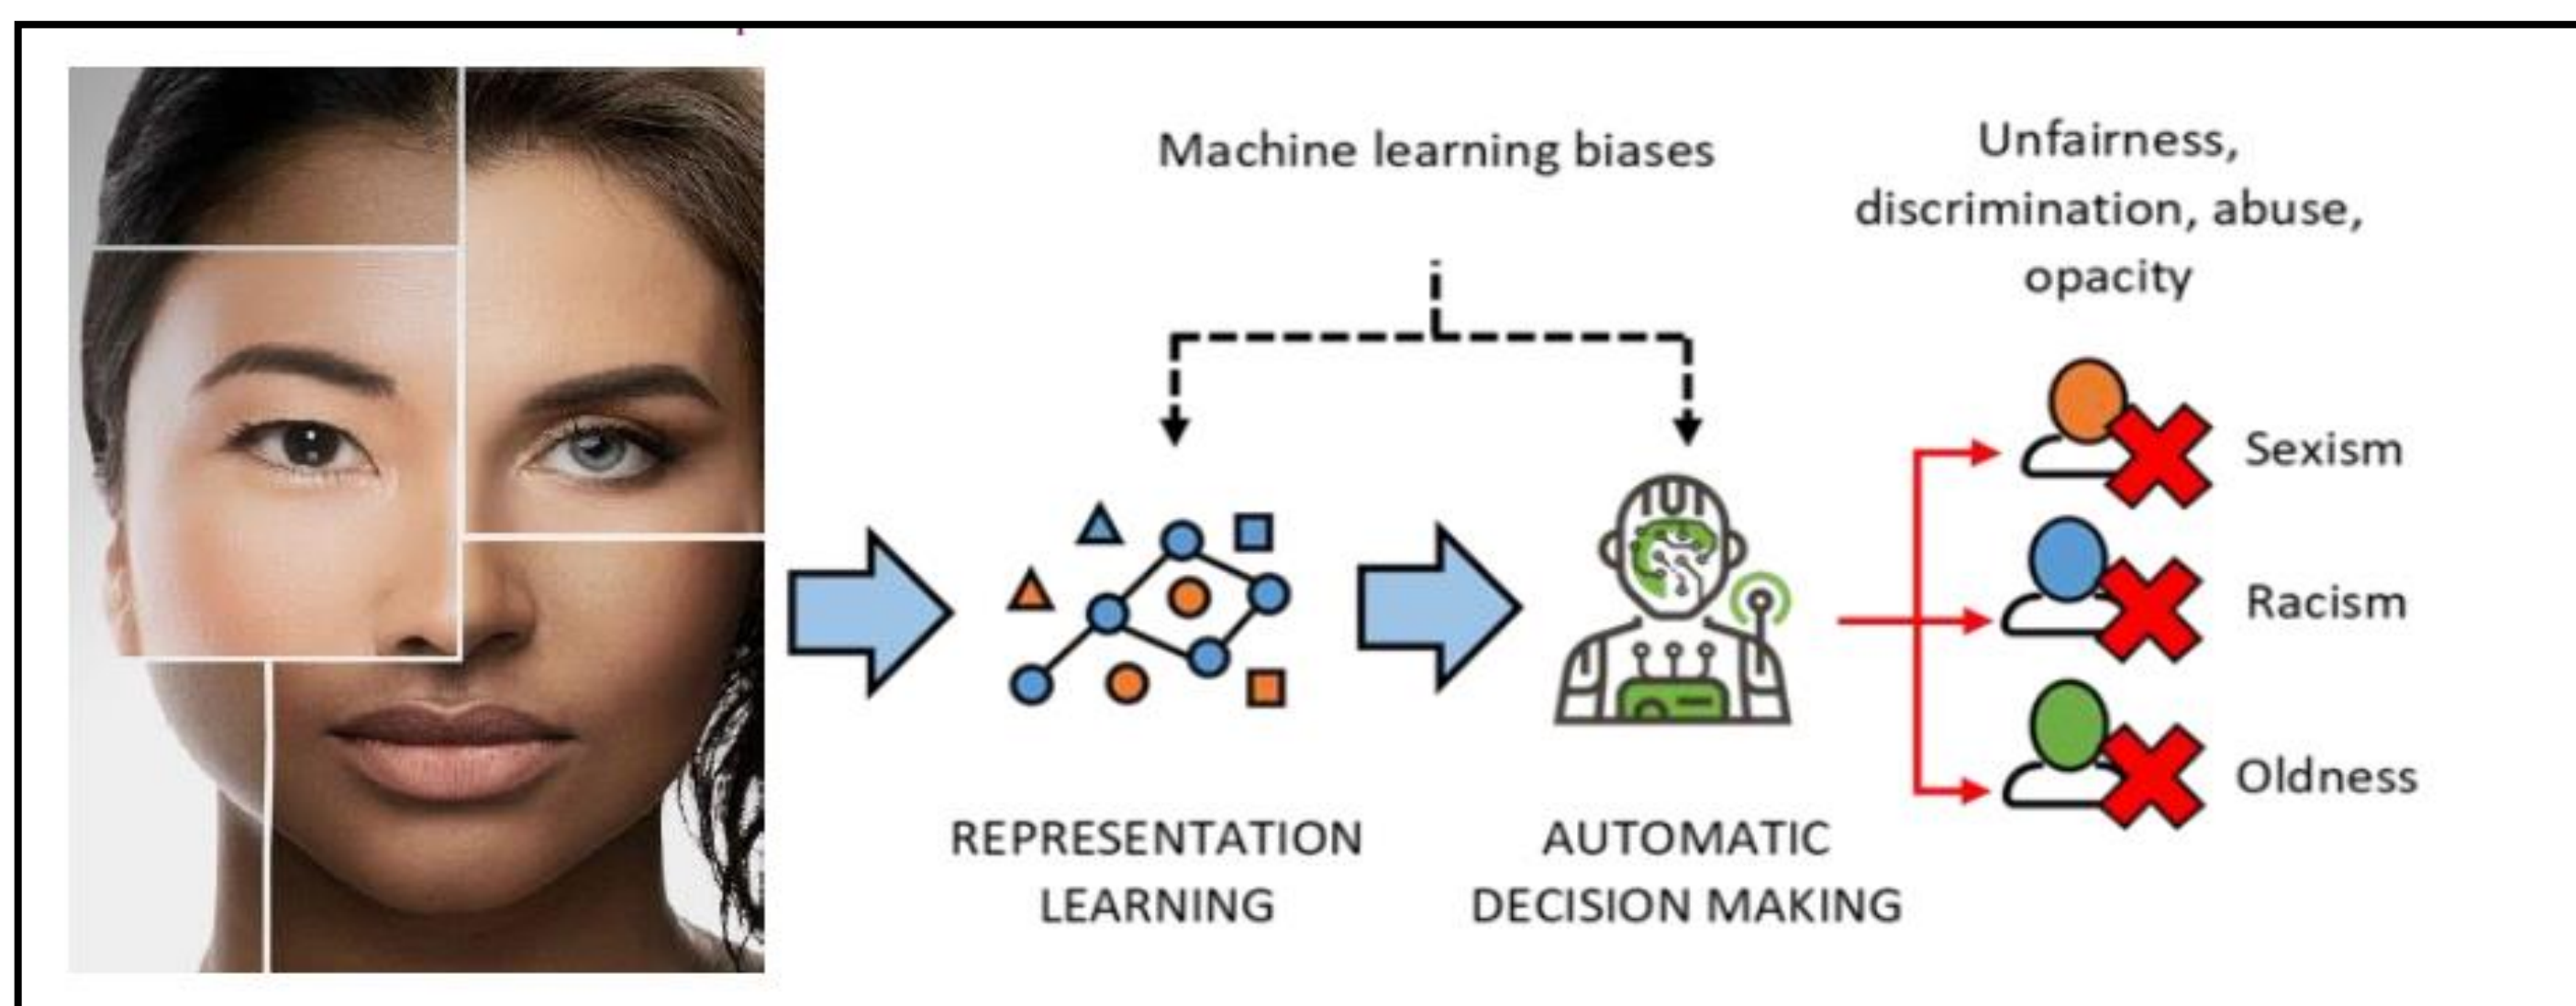 Machine learning biases
Unfairness,
discrimination, abuse,
opacity
Sexism
Racism
Oldness
REPRESENTATION
LEARNING
AUTOMATIC
DECISION MAKING